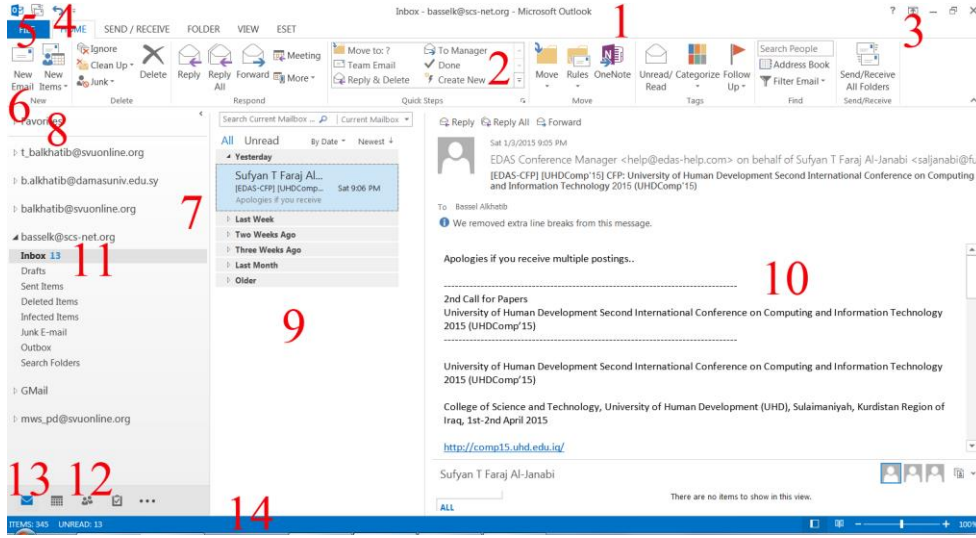 Inbox - basselk@scs-net.org - Microsoft Outlook
1
?
3
5
4
FILE HOME SEND / RECEIVE FOLDER VIEW ESET
New Email
New Items
New
Ignore
Clean Up
Junk
Delete
Delete
Reply
Reply All
Forward
Meeting
More
Respond
Move to: ?
Team Email
Reply & Delete
To Manager
Done
Create New
2
Quick Steps
Move
Rules
OneNote
Move
Unread/ Read
Categorize
Follow Up
Tags
Search People
Address Book
Filter Email
Find
Send/Receive All Folders
Send/Receive
6
8
Favorites
t_balkhatib@svuonline.org
b.alkhatib@damasuniv.edu.sy
7
balkhatib@svuonline.org
basselk@scs-net.org
11
Inbox 13
Drafts
Sent Items
Deleted Items
Infected Items
Junk E-mail
Outbox
Search Folders
GMail
mws_pd@svuonline.org
13
12
Search Current Mailbox ...
Current Mailbox
All Unread By Date Newest
Yesterday
Sufyan T Faraj Al...
[EDAS-CFP] [UHDComp... Sat 9:06 PM
Apologies if you receive
Last Week
Two Weeks Ago
Three Weeks Ago
Last Month
Older
9
Reply Reply All Forward
Sat 1/3/2015 9:05 PM
EDAS Conference Manager <help@edas-help.com> on behalf of Sufyan T Faraj Al-Janabi <saljanabi@fu
[EDAS-CFP] [UHDComp'15] CFP: University of Human Development Second International Conference on Computing
and Information Technology 2015 (UHDComp'15)
To Bassel Alkhatib
We removed extra line breaks from this message.
Apologies if you receive multiple postings..
10
--------------------------------------------------------------------------
2nd Call for Papers
University of Human Development Second International Conference on Computing and Information Technology
2015 (UHDComp'15)
--------------------------------------------------------------------------
University of Human Development Second International Conference on Computing and Information Technology
2015 (UHDComp'15)
College of Science and Technology, University of Human Development (UHD), Sulaimaniyah, Kurdistan Region of
Iraq, 1st-2nd April 2015
http://comp15.uhd.edu.iq/
Sufyan T Faraj Al-Janabi
There are no items to show in this view.
ALL
14
ITEMS: 345 UNREAD: 13
100%